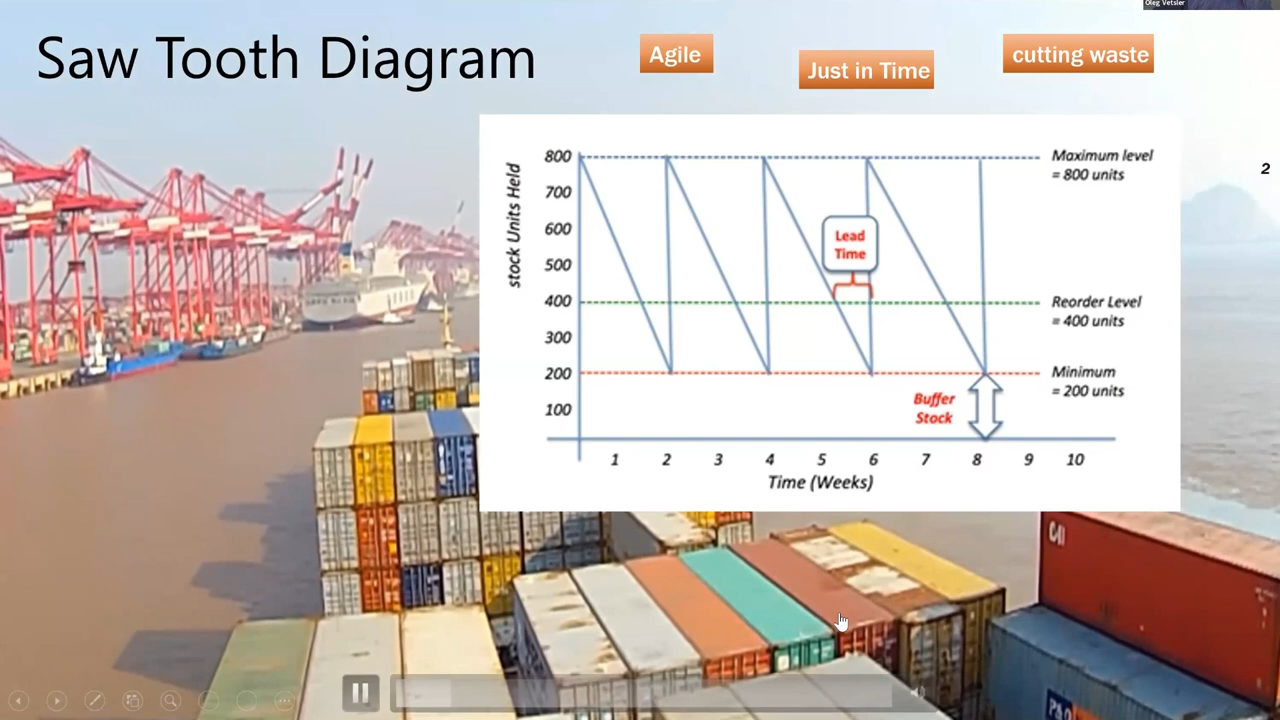 Oleg Vetsler
Saw Tooth Diagram
Agile
Just in Time
cutting waste
2
stock Units Held
800
700
600
500
400
300
200
100
Maximum level
= 800 units
Lead
Time
Reorder Level
= 400 units
Minimum
= 200 units
Buffer
Stock
1 2 3 4 5 6 7 8 9 10
Time (Weeks)